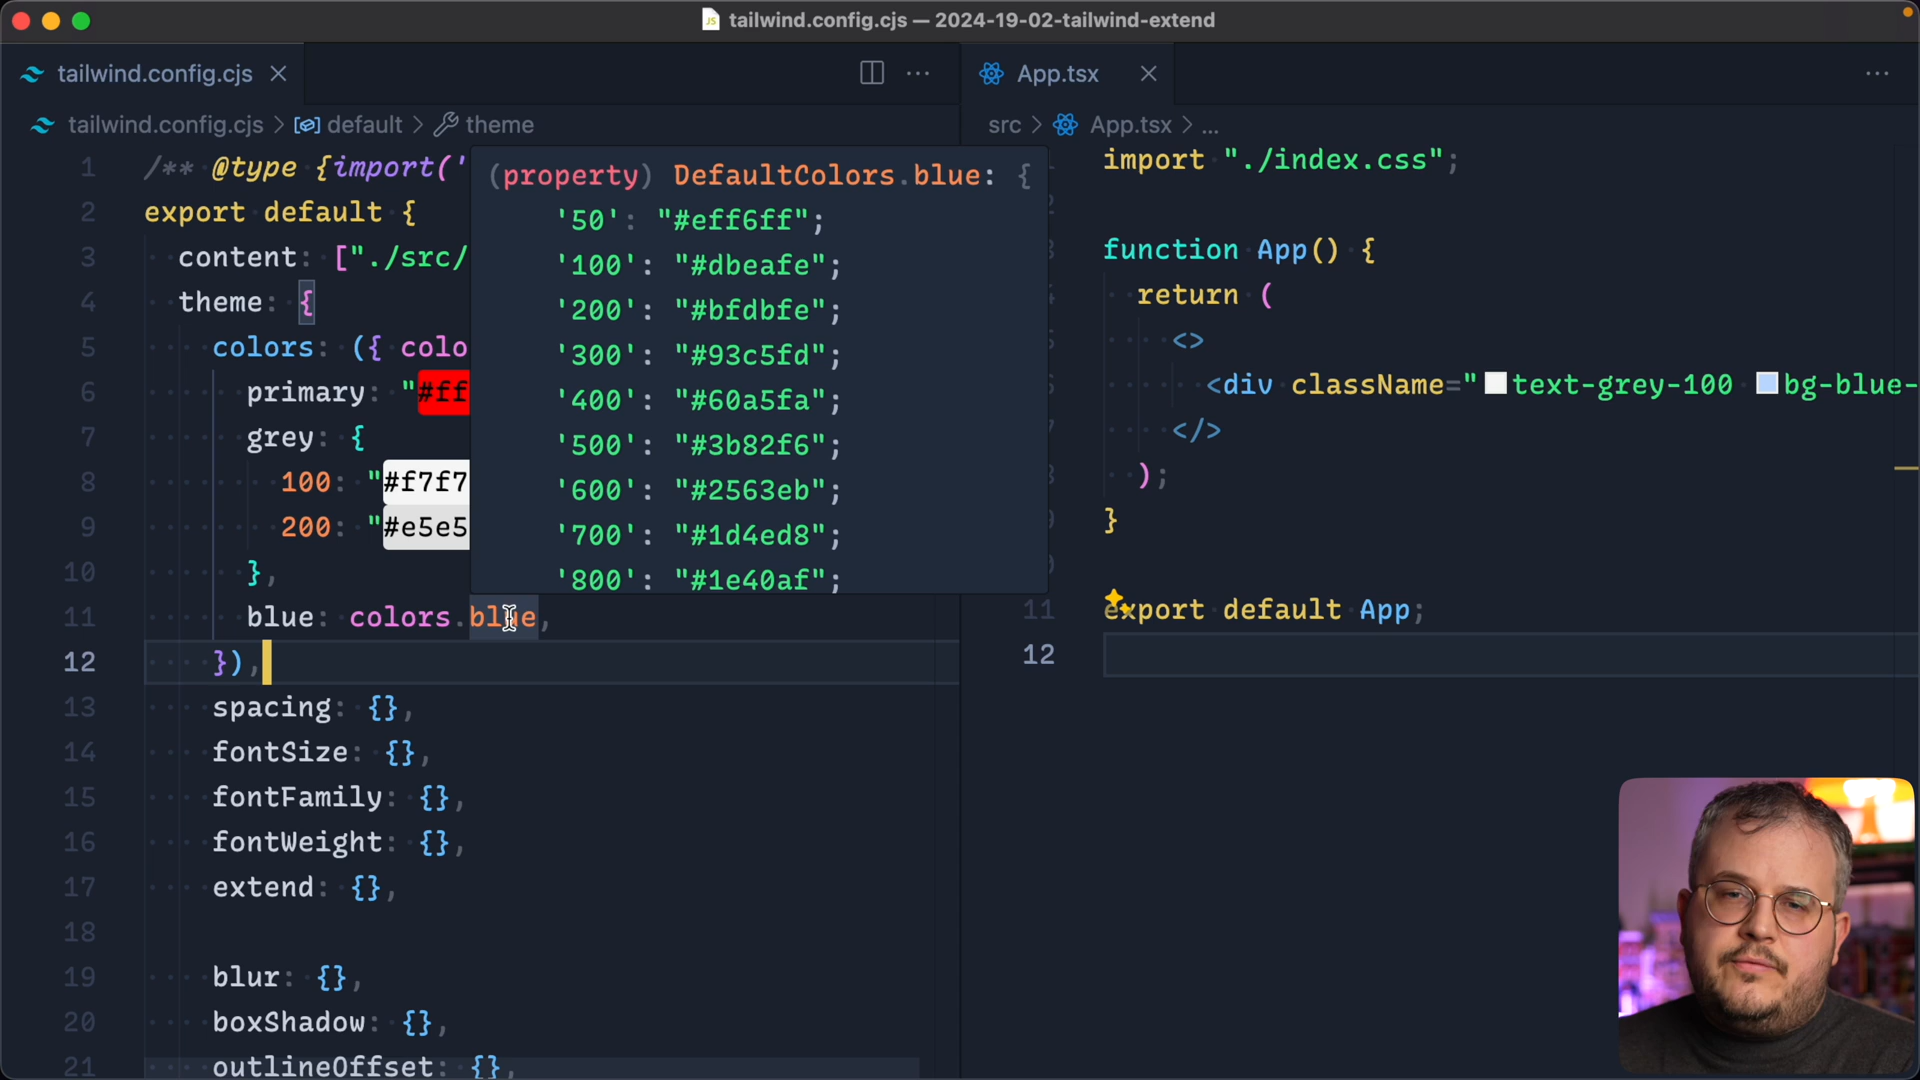 tailwind.config.cjs — 2024-19-02-tailwind-extend
tailwind.config.cjs
tailwind.config.cjs > default > theme
1 /** @type {import('
2 export default {
3 content: ["./src/
4 theme: {
5 colors: ({ colo
6 primary: "#ff
7 grey: {
8 100: "#f7f7
9 200: "#e5e5
10 },
11 blue: colors.blue,
12 }),
13 spacing: {},
14 fontSize: {},
15 fontFamily: {},
16 fontWeight: {},
17 extend: {},
18
19 blur: {},
20 boxShadow: {},
21 outlineOffset: {},
(property) DefaultColors.blue: {
'50': "#eff6ff";
'100': "#dbeafe";
'200': "#bfdbfe";
'300': "#93c5fd";
'400': "#60a5fa";
'500': "#3b82f6";
'600': "#2563eb";
'700': "#1d4ed8";
'800': "#1e40af";
App.tsx
src > App.tsx > ...
import "./index.css";
function App() {
return (
<>
<div className="text-grey-100 bg-blue-
</>
);
}
11 export default App;
12